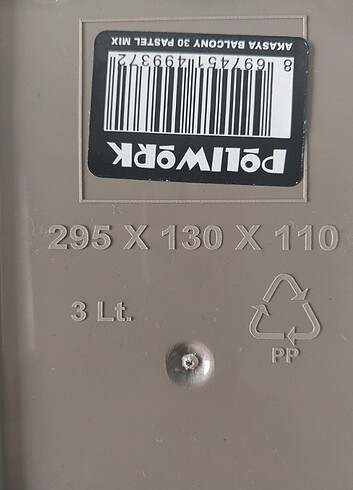 POLIWORK
8 697451 499372
AKASYA BALCONY 30 PASTEL MIX
295 X 130 X 110
3 Lt.
PP